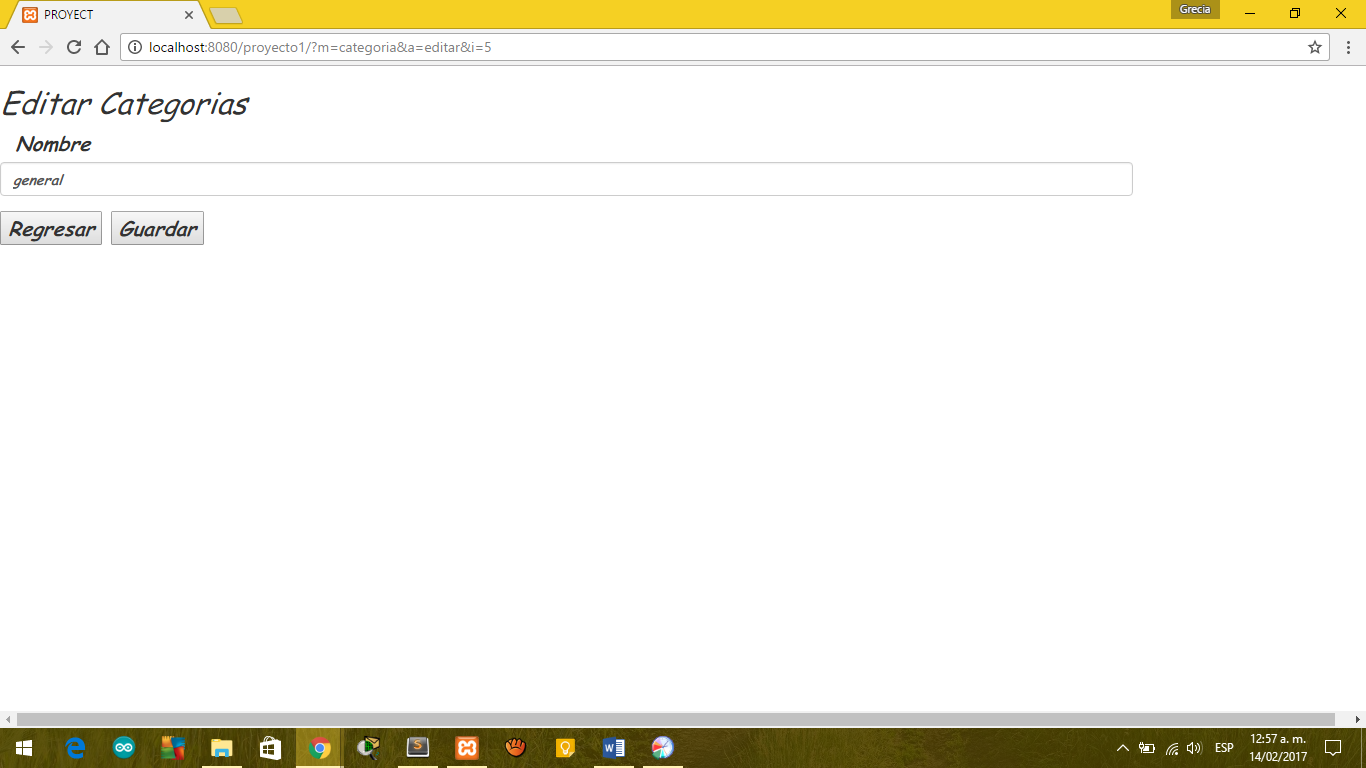 PROYECT
Grecia
localhost:8080/proyecto1/?m=categoria&a=editar&i=5
Editar Categorias
Nombre
general
Regresar Guardar
ESP
12:57 a. m.
14/02/2017